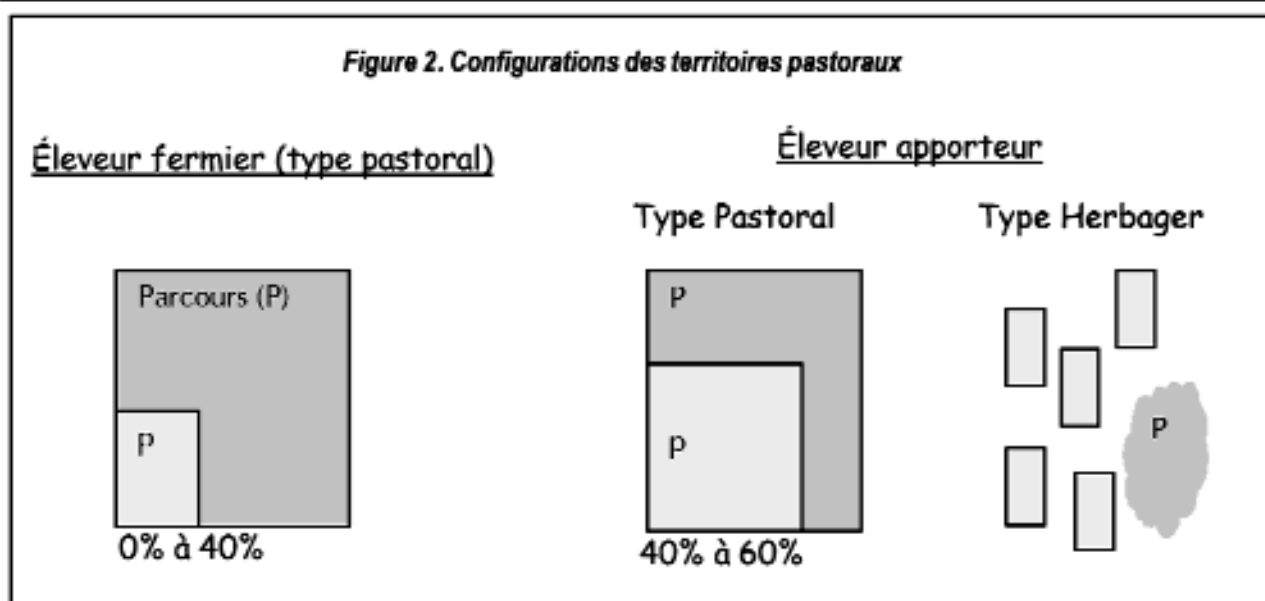 Figure 2. Configurations des territoires pastoraux
Éleveur fermier (type pastoral)
Éleveur apporteur
Type Pastoral
Type Herbager
Parcours (P)
p
0% à 40%
P
p
40% à 60%
P